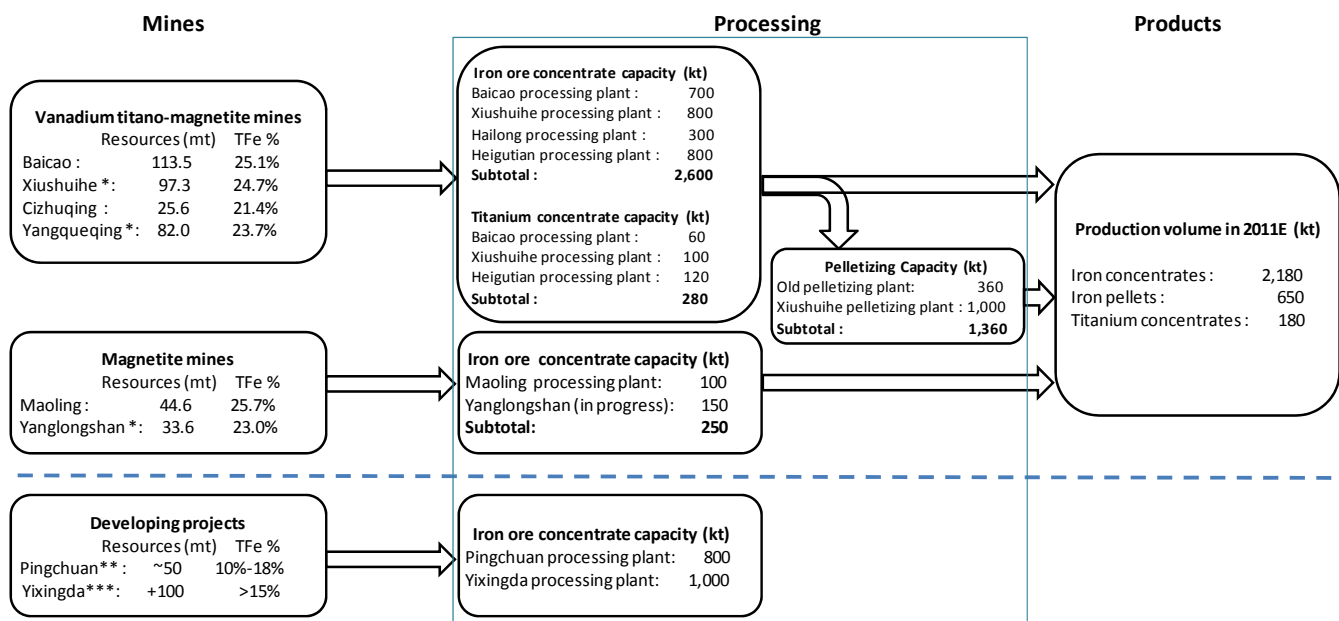 Mines
Processing
Products
Vanadium titano-magnetite mines
Resources (mt) TFe %
Baicao : 113.5 25.1%
Xiushuihe *: 97.3 24.7%
Cizhuqing : 25.6 21.4%
Yangqueqing *: 82.0 23.7%
Iron ore concentrate capacity (kt)
Baicao processing plant : 700
Xiushuihe processing plant : 800
Hailong processing plant : 300
Heigutian processing plant : 800
Subtotal : 2,600
Titanium concentrate capacity (kt)
Baicao processing plant : 60
Xiushuihe processing plant : 100
Heigutian processing plant : 120
Subtotal : 280
Pelletizing Capacity (kt)
Old pelletizing plant: 360
Xiushuihe pelletizing plant : 1,000
Subtotal : 1,360
Production volume in 2011E (kt)
Iron concentrates : 2,180
Iron pellets : 650
Titanium concentrates : 180
Magnetite mines
Resources (mt) TFe %
Maoling : 44.6 25.7%
Yanglongshan *: 33.6 23.0%
Iron ore concentrate capacity (kt)
Maoling processing plant: 100
Yanglongshan (in progress): 150
Subtotal: 250
Developing projects
Resources (mt) TFe %
Pingchuan** : ~50 10%-18%
Yixingda***: +100 >15%
Iron ore concentrate capacity (kt)
Pingchuan processing plant: 800
Yixingda processing plant: 1,000